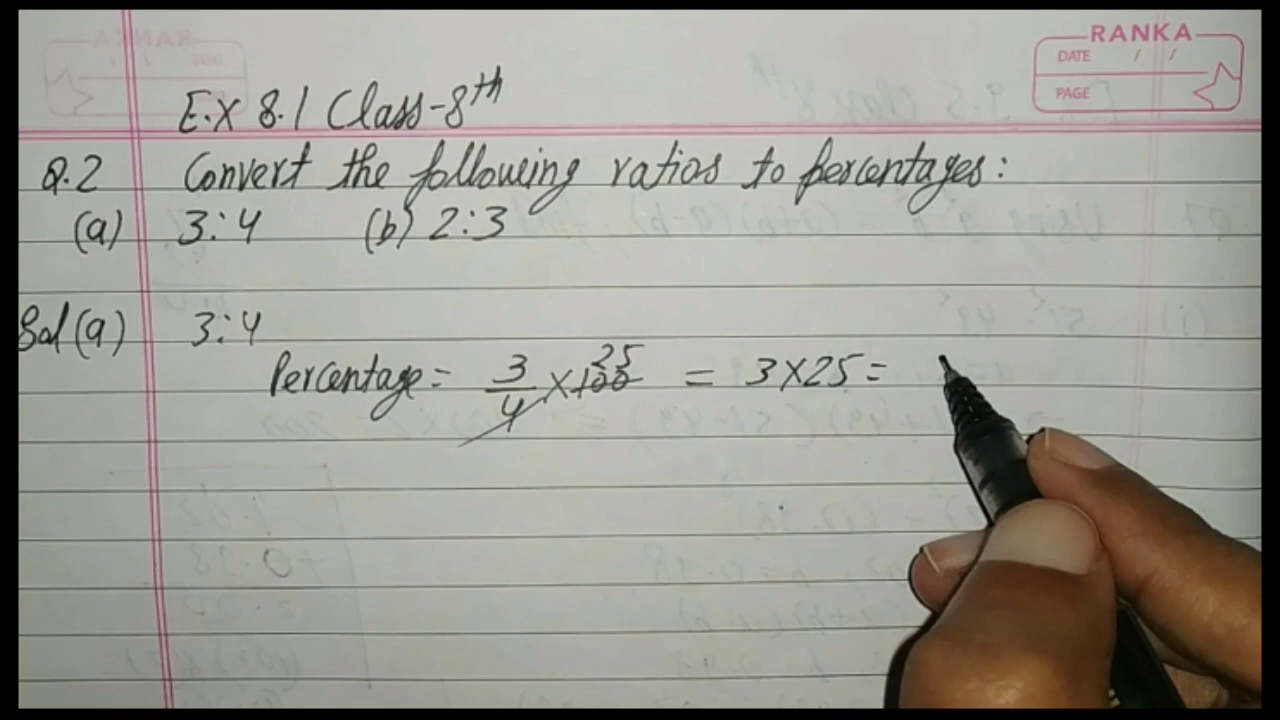 RANKA
DATE / /
PAGE
E.X 8.1 Class-8th
Q.2 Convert the following ratios to percentages:
(a) 3:4 (b) 2:3
Sol (a) 3:4
Percentage = 3/4 × 100 25 = 3×25 =